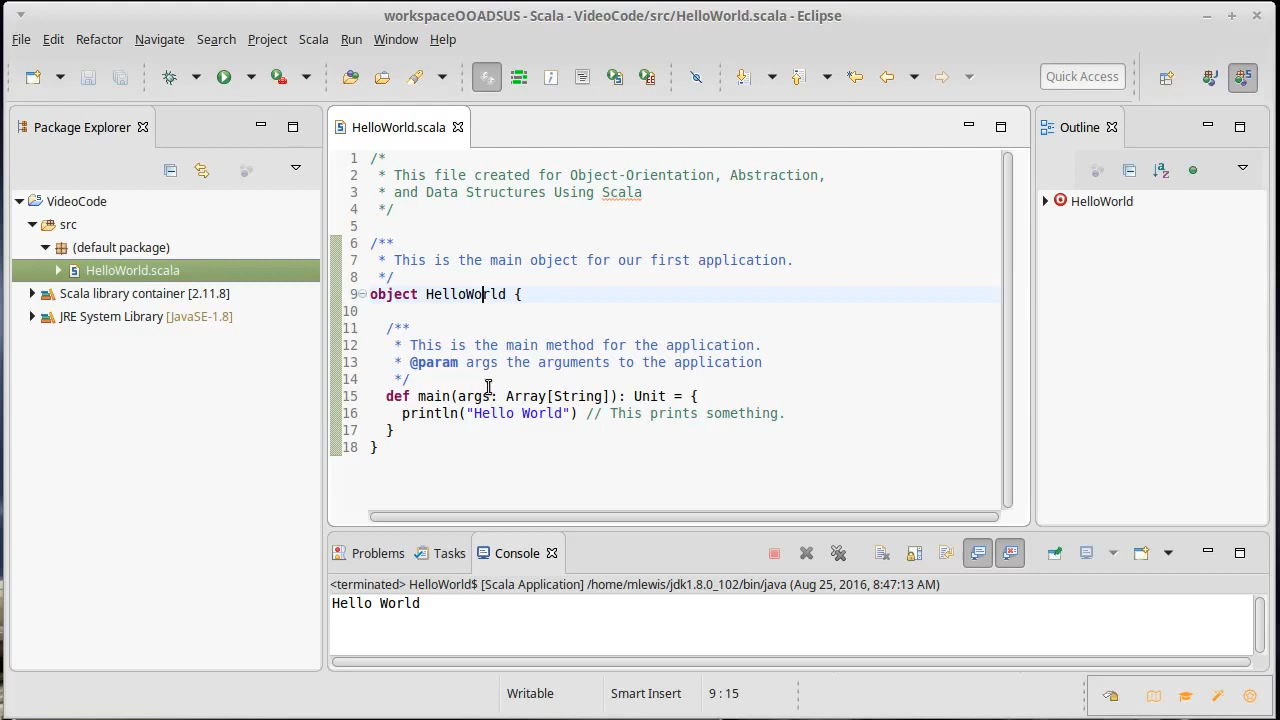 workspaceOOADSUS - Scala - VideoCode/src/HelloWorld.scala - Eclipse
File Edit Refactor Navigate Search Project Scala Run Window Help
Quick Access
Package Explorer
VideoCode
src
(default package)
HelloWorld.scala
Scala library container [2.11.8]
JRE System Library [JavaSE-1.8]
HelloWorld.scala
1 /*
2 * This file created for Object-Orientation, Abstraction,
3 * and Data Structures Using Scala
4 */
5
6 /**
7 * This is the main object for our first application.
8 */
9 object HelloWorld {
10
11 /**
12 * This is the main method for the application.
13 * @param args the arguments to the application
14 */
15 def main(args: Array[String]): Unit = {
16 println("Hello World") // This prints something.
17 }
18 }
Outline
HelloWorld
Problems Tasks Console
<terminated> HelloWorld$ [Scala Application] /home/mlewis/jdk1.8.0_102/bin/java (Aug 25, 2016, 8:47:13 AM)
Hello World
Writable Smart Insert 9 : 15